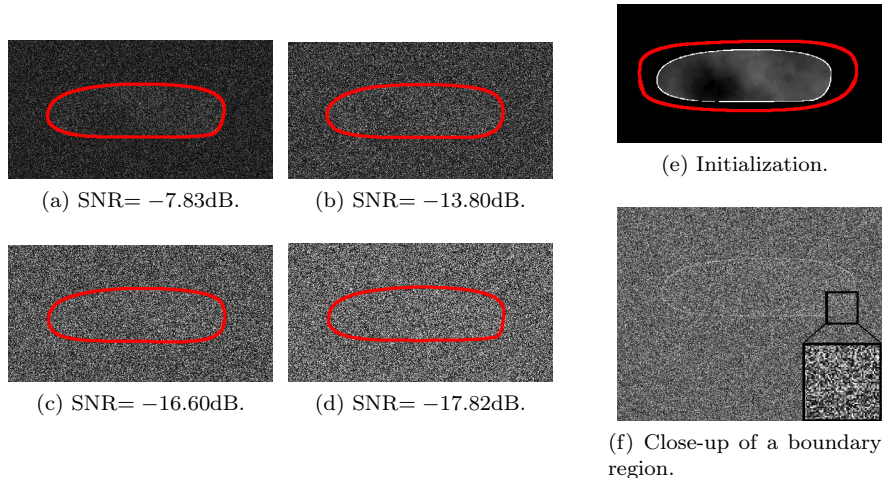 (a) SNR= −7.83dB.
(b) SNR= −13.80dB.
(c) SNR= −16.60dB.
(d) SNR= −17.82dB.
(e) Initialization.
(f) Close-up of a boundary
region.